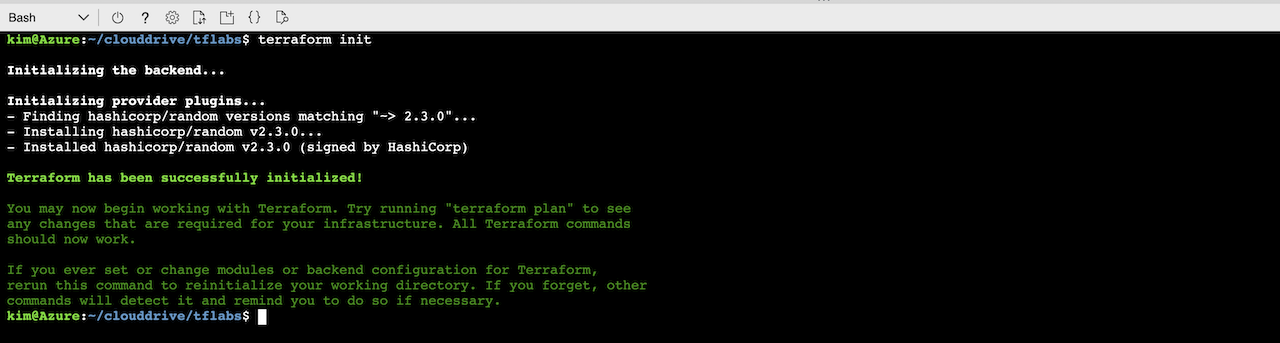 Bash
kim@Azure:~/clouddrive/tflabs$ terraform init
Initializing the backend...
Initializing provider plugins...
- Finding hashicorp/random versions matching "~> 2.3.0"...
- Installing hashicorp/random v2.3.0...
- Installed hashicorp/random v2.3.0 (signed by HashiCorp)
Terraform has been successfully initialized!
You may now begin working with Terraform. Try running "terraform plan" to see
any changes that are required for your infrastructure. All Terraform commands
should now work.
If you ever set or change modules or backend configuration for Terraform,
rerun this command to reinitialize your working directory. If you forget, other
commands will detect it and remind you to do so if necessary.
kim@Azure:~/clouddrive/tflabs$